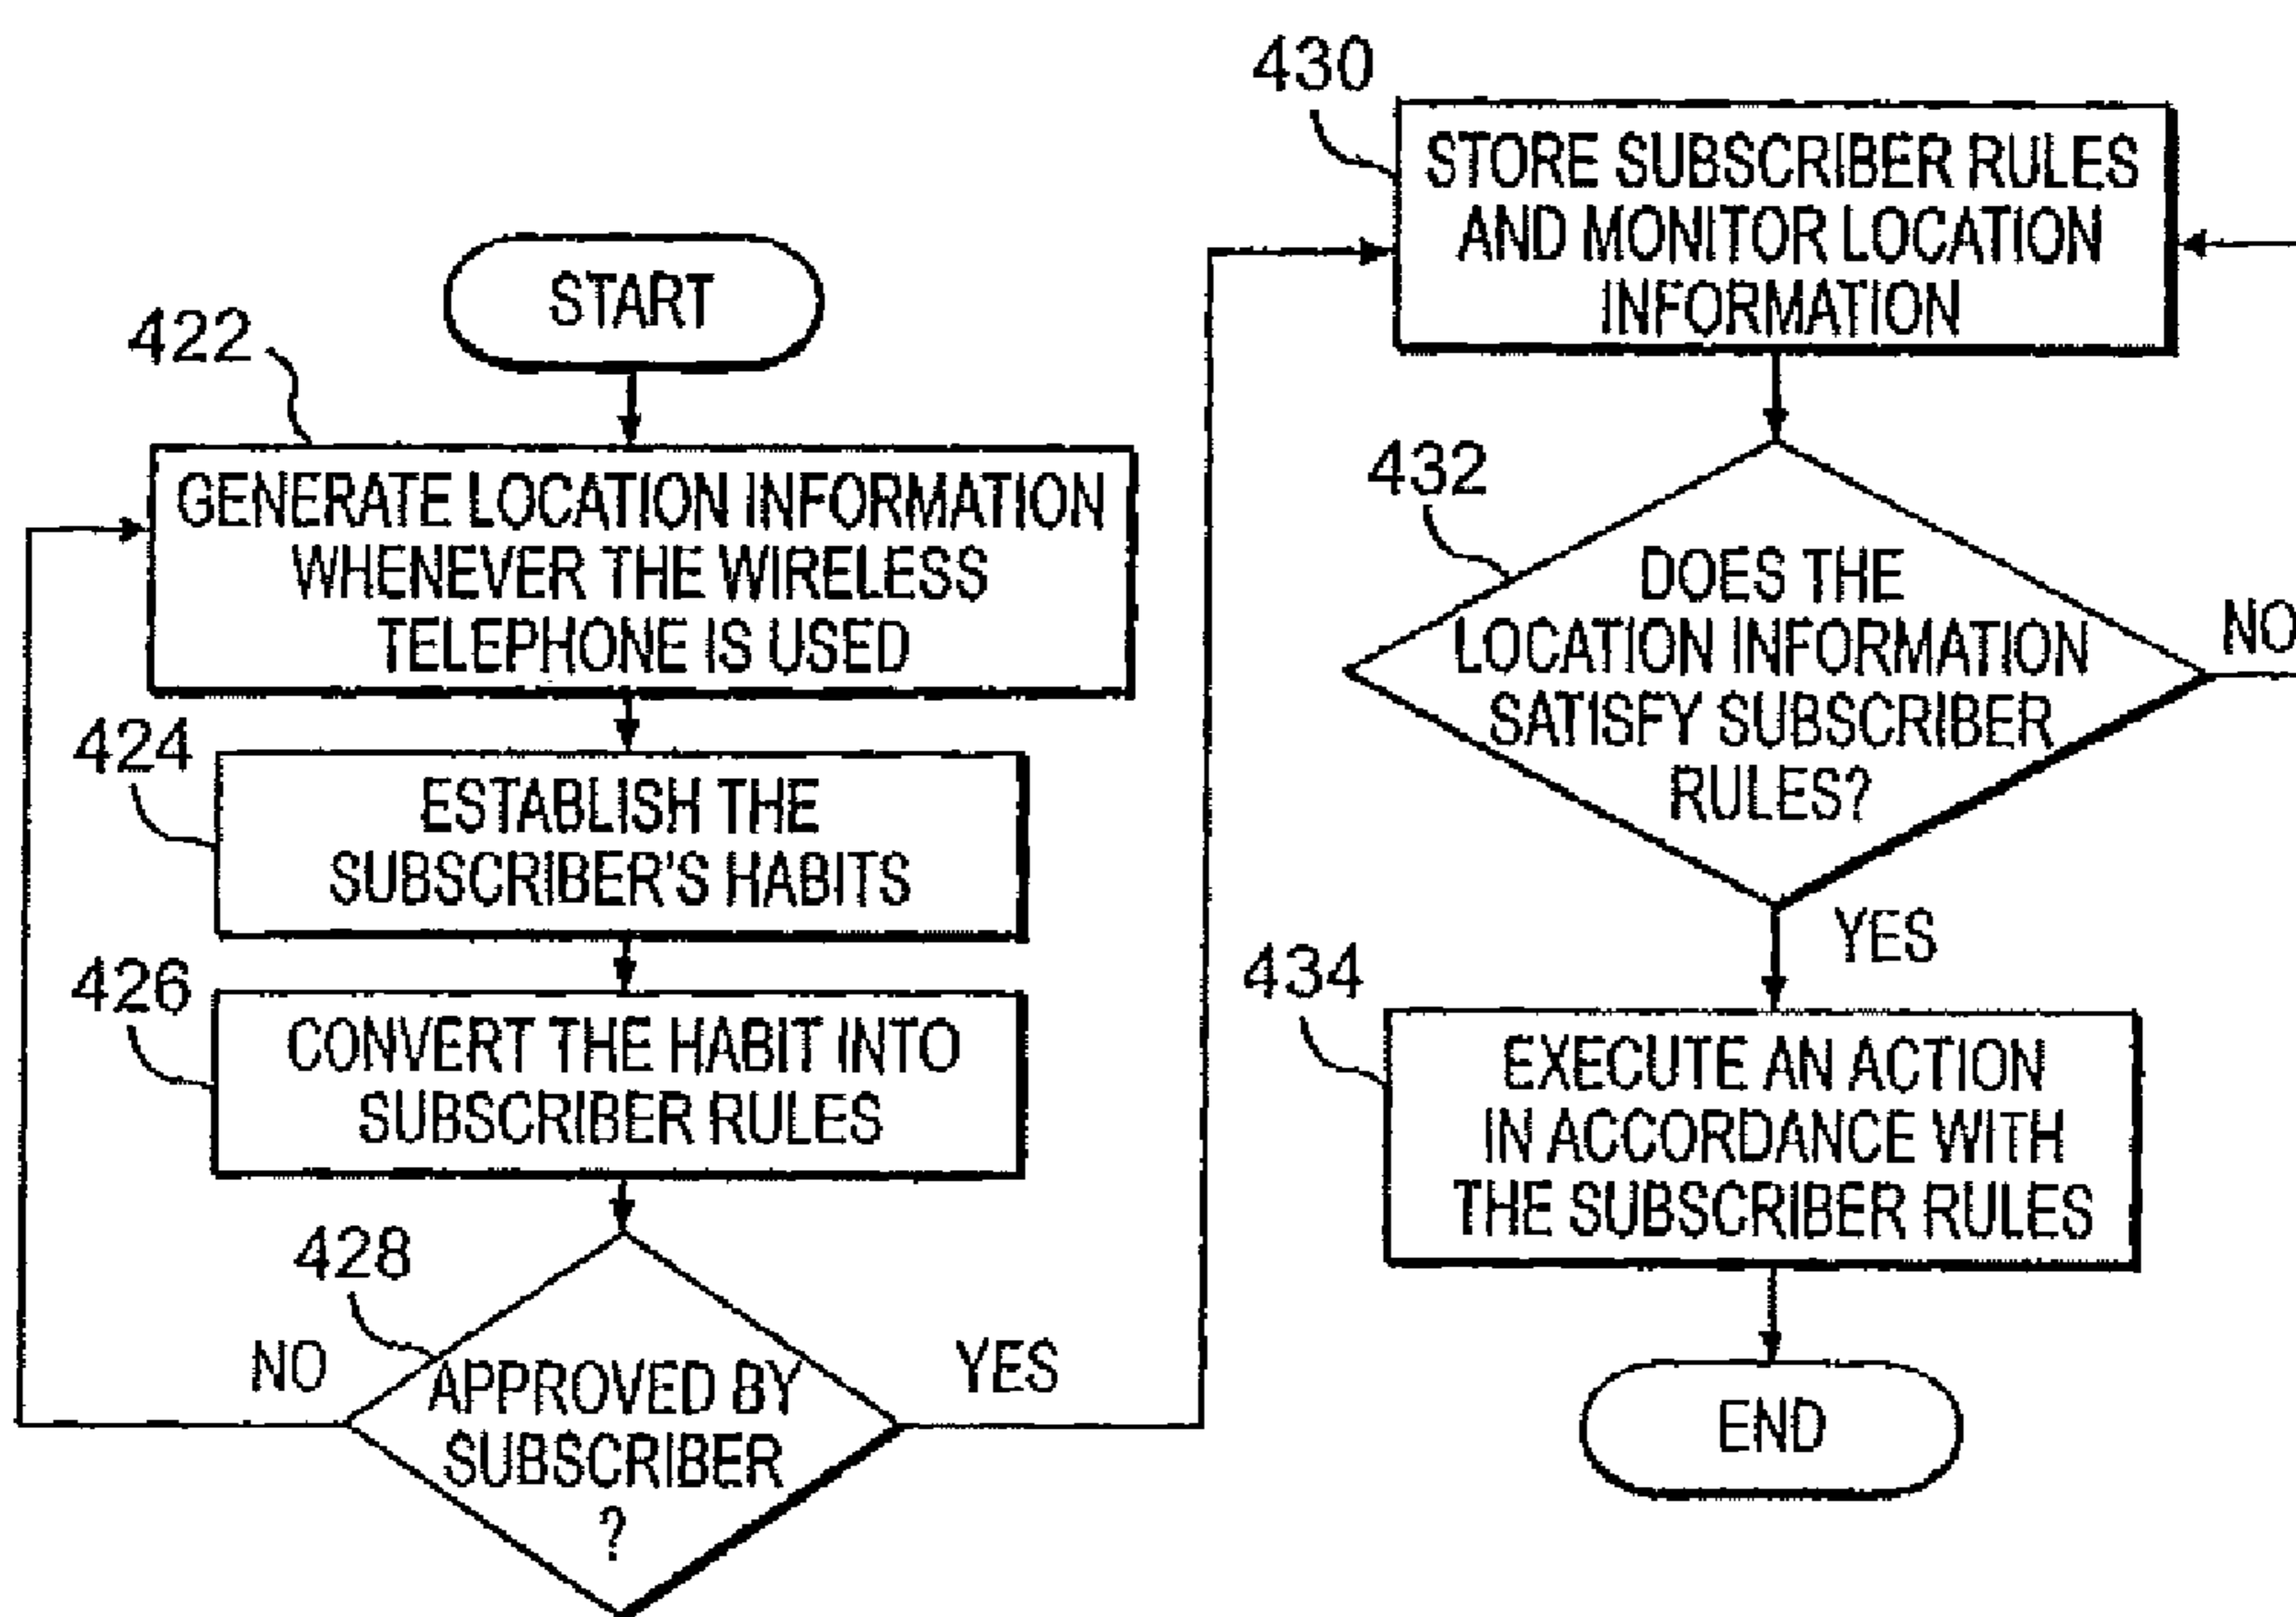 START
422
GENERATE LOCATION INFORMATION
WHENEVER THE WIRELESS
TELEPHONE IS USED
424
ESTABLISH THE
SUBSCRIBER'S HABITS
426
CONVERT THE HABIT INTO
SUBSCRIBER RULES
428
NO
APPROVED BY
SUBSCRIBER
?
YES
430
STORE SUBSCRIBER RULES
AND MONITOR LOCATION
INFORMATION
432
DOES THE
LOCATION INFORMATION
SATISFY SUBSCRIBER
RULES?
NO
YES
434
EXECUTE AN ACTION
IN ACCORDANCE WITH
THE SUBSCRIBER RULES
END